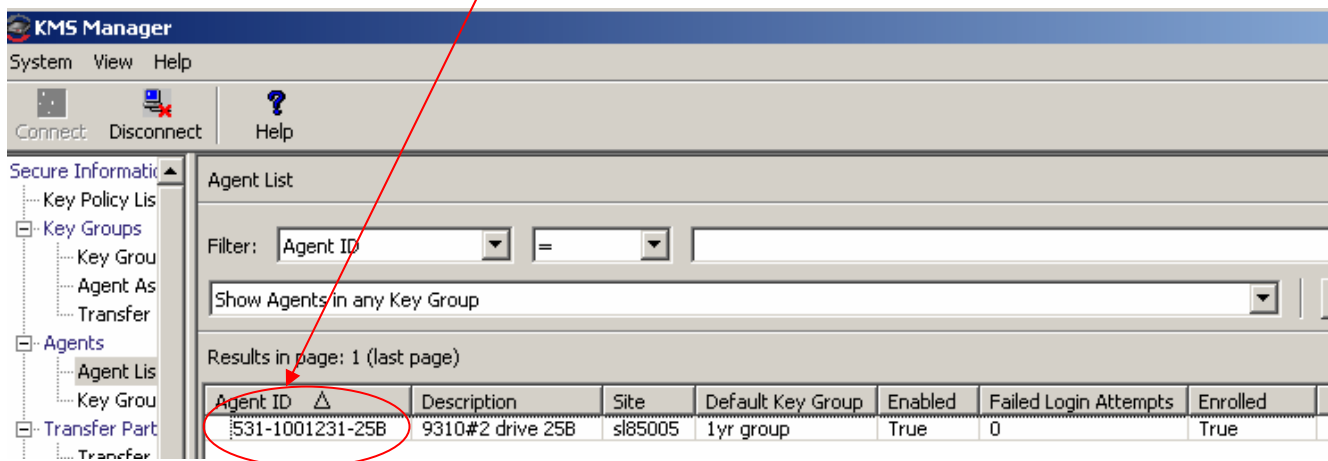 KMS Manager
System View Help
Connect Disconnect Help
Secure Informatic
Key Policy Lis
Key Groups
Key Grou
Agent As
Transfer
Agents
Agent Lis
Key Grou
Transfer Part
Transfer
Agent List
Filter: Agent ID =
Show Agents in any Key Group
Results in page: 1 (last page)
Agent ID Description Site Default Key Group Enabled Failed Login Attempts Enrolled
531-1001231-25B 9310#2 drive 25B sl85005 1yr group True 0 True